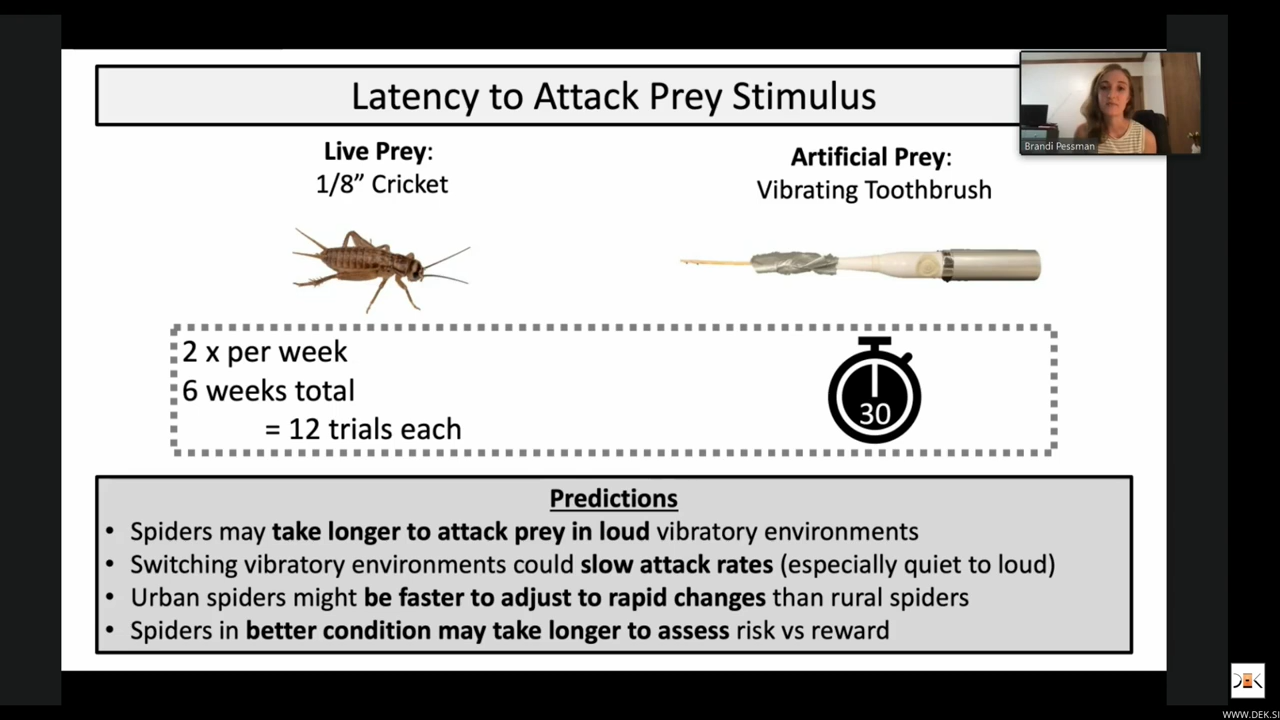 Latency to Attack Prey Stimulus
Brandi Pessman
Live Prey:
1/8” Cricket
Artificial Prey:
Vibrating Toothbrush
2 x per week
6 weeks total
= 12 trials each
30
Predictions
• Spiders may take longer to attack prey in loud vibratory environments
• Switching vibratory environments could slow attack rates (especially quiet to loud)
• Urban spiders might be faster to adjust to rapid changes than rural spiders
• Spiders in better condition may take longer to assess risk vs reward
DEK
WWW.DEK.SI